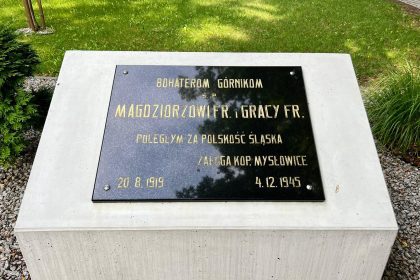 BOHATEROM GÓRNIKOM
Ś.P.
MAGDZIORZOWI FR. I GRACY FR.
POLEGŁYM ZA POLSKOŚĆ ŚLĄSKA
ZAŁOGA KOP. MYSŁOWICE
20.8.1919 4.12.1945